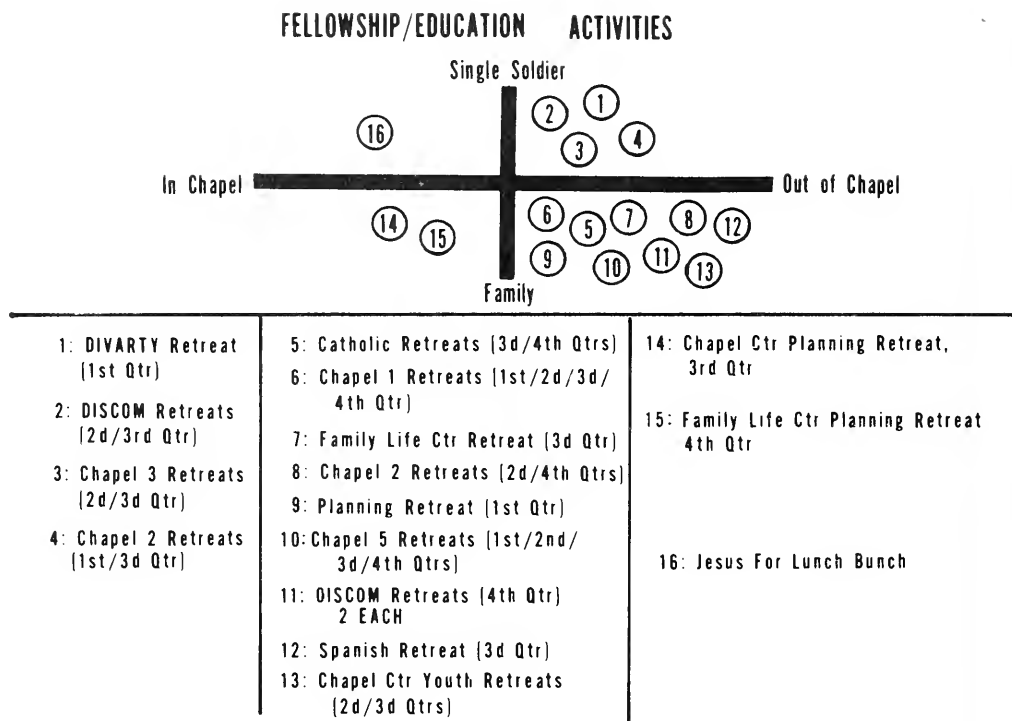 FELLOWSHIP/EDUCATION ACTIVITIES
Single Soldier
1
2
16
4
3
In Chapel
Out of Chapel
6
7
8
14
5
12
15
9
11
10
13
Family
1: DIVARTY Retreat
(1st Qtr)
2: DISCOM Retreats
(2d/3rd Qtr)
3: Chapel 3 Retreats
(2d/3d Qtr)
4: Chapel 2 Retreats
(1st/3d Qtr)
5: Catholic Retreats (3d/4th Qtrs)
6: Chapel 1 Retreats (1st/2d/3d/
4th Qtr)
7: Family Life Ctr Retreat (3d Qtr)
8: Chapel 2 Retreats (2d/4th Qtrs)
9: Planning Retreat (1st Qtr)
10: Chapel 5 Retreats (1st/2nd/
3d/4th Qtrs)
11: DISCOM Retreats (4th Qtr)
2 EACH
12: Spanish Retreat (3d Qtr)
13: Chapel Ctr Youth Retreats
(2d/3d Qtrs)
14: Chapel Ctr Planning Retreat,
3rd Qtr
15: Family Life Ctr Planning Retreat
4th Qtr
16: Jesus For Lunch Bunch